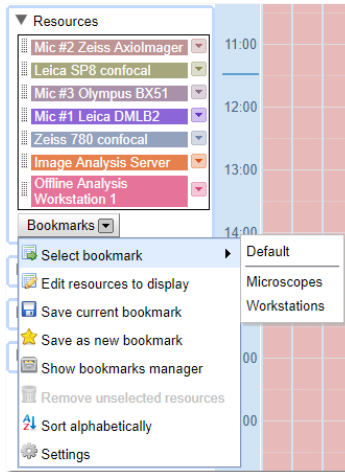 Resources
Mic #2 Zeiss AxioImager
Leica SP8 confocal
Mic #3 Olympus BX51
Mic #1 Leica DMLB2
Zeiss 780 confocal
Image Analysis Server
Offline Analysis
Workstation 1
Bookmarks
Select bookmark
Edit resources to display
Save current bookmark
Save as new bookmark
Show bookmarks manager
Remove unselected resources
Sort alphabetically
Settings
Default
Microscopes
Workstations
11:00
12:00
13:00
14:00
00
00